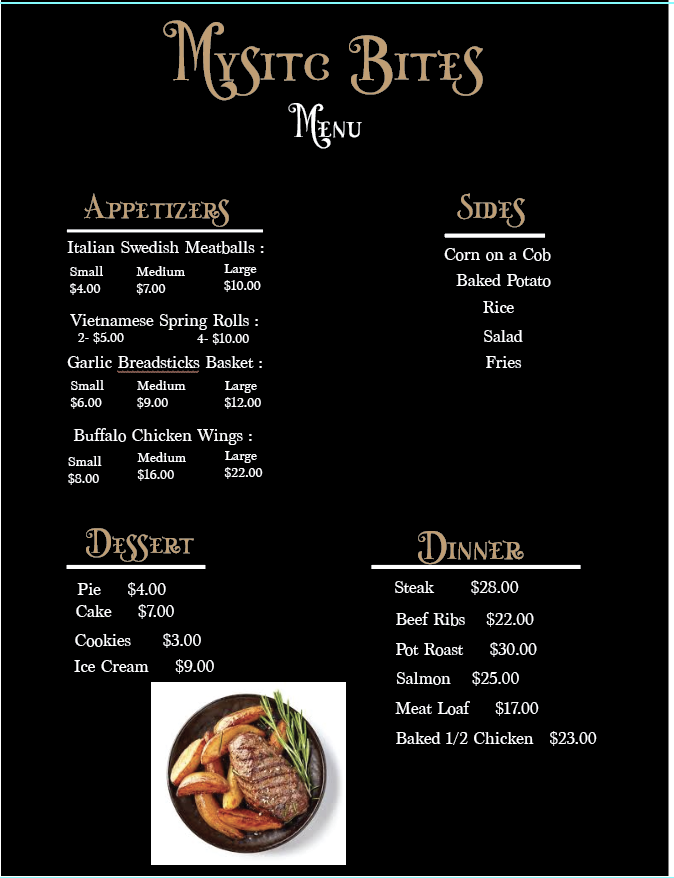 Mysitc Bites
Menu
Appetizers
Italian Swedish Meatballs :
Small Medium Large
$4.00 $7.00 $10.00
Vietnamese Spring Rolls :
2- $5.00 4- $10.00
Garlic Breadsticks Basket :
Small Medium Large
$6.00 $9.00 $12.00
Buffalo Chicken Wings :
Small Medium Large
$8.00 $16.00 $22.00
Sides
Corn on a Cob
Baked Potato
Rice
Salad
Fries
Dessert
Pie $4.00
Cake $7.00
Cookies $3.00
Ice Cream $9.00
Dinner
Steak $28.00
Beef Ribs $22.00
Pot Roast $30.00
Salmon $25.00
Meat Loaf $17.00
Baked 1/2 Chicken $23.00